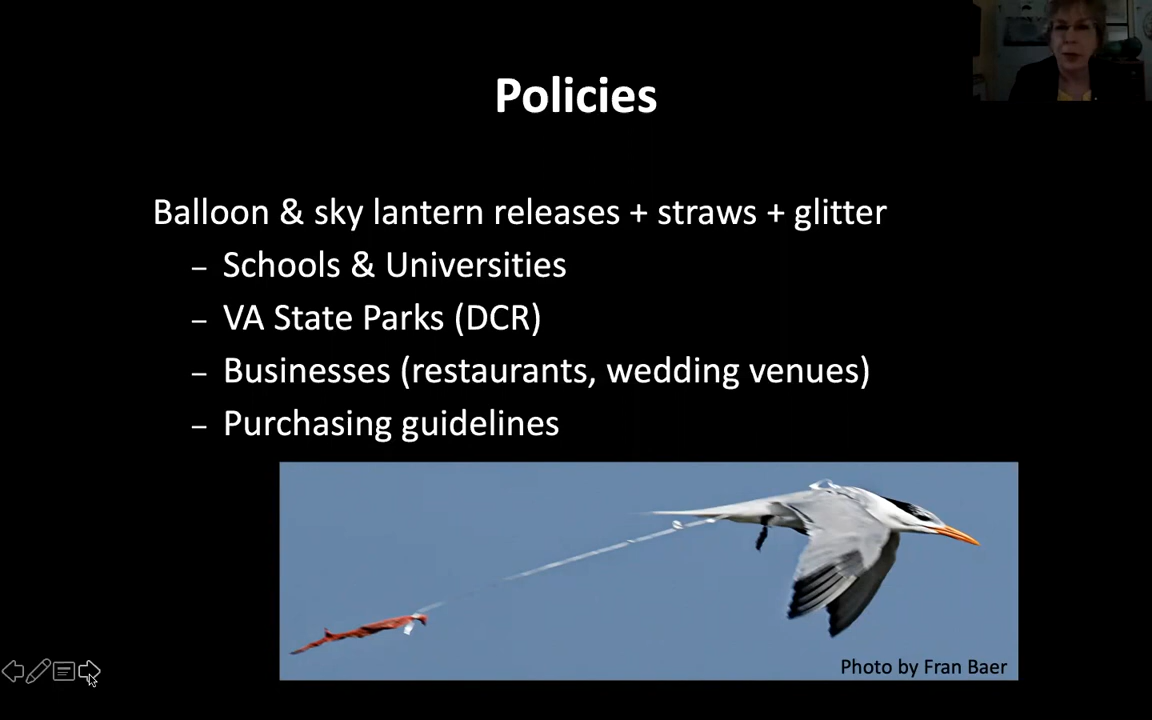 Policies
Balloon & sky lantern releases + straws + glitter
– Schools & Universities
– VA State Parks (DCR)
– Businesses (restaurants, wedding venues)
– Purchasing guidelines
Photo by Fran Baer